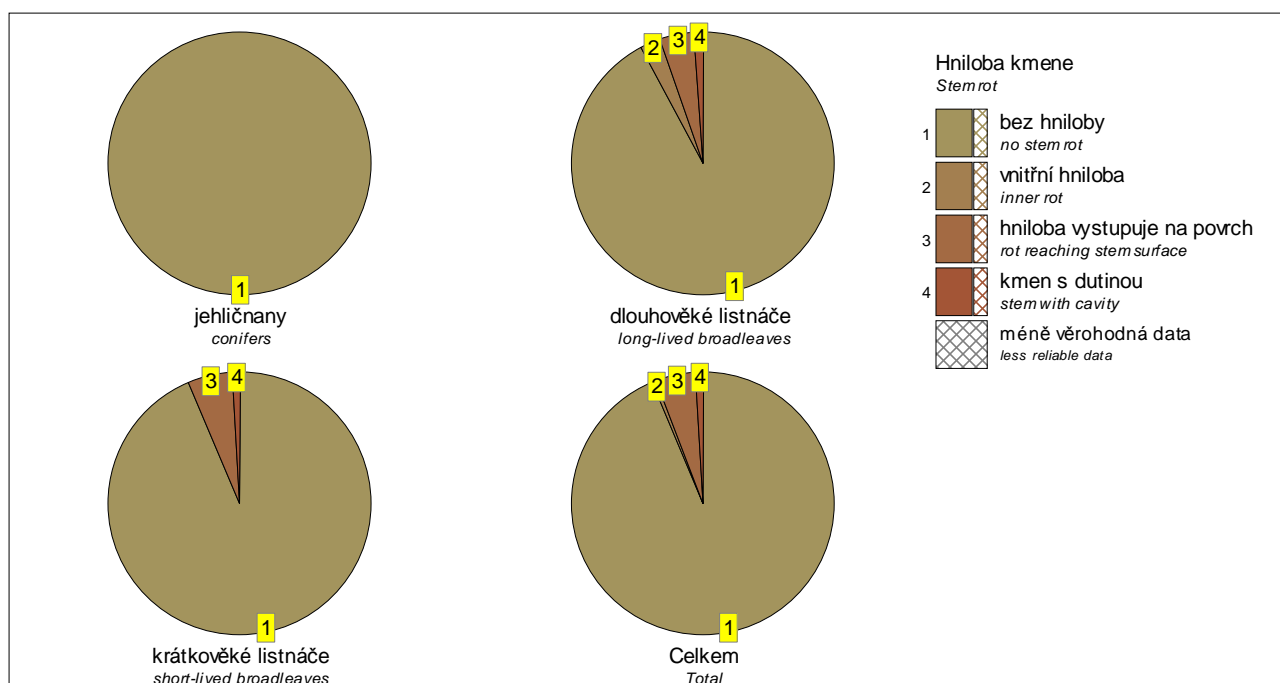 1
jehličnany
conifers
2
3
4
1
dlouhověké listnáče
long-lived broadleaves
3
4
1
krátkověké listnáče
short-lived broadleaves
2
3
4
1
Celkem
Total
Hniloba kmene
Stem rot
1
bez hniloby
no stem rot
2
vnitřní hniloba
inner rot
3
hniloba vystupuje na povrch
rot reaching stem surface
4
kmen s dutinou
stem with cavity
méně věrohodná data
less reliable data